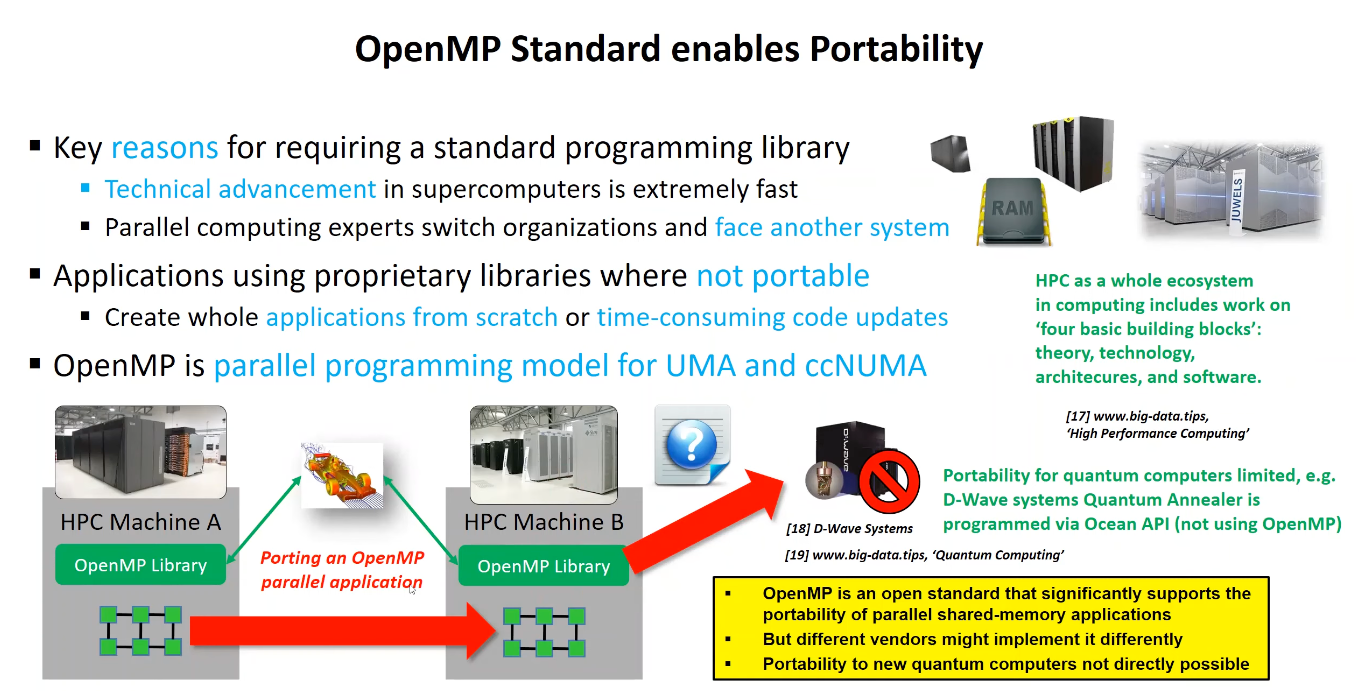 OpenMP Standard enables Portability
Key reasons for requiring a standard programming library
Technical advancement in supercomputers is extremely fast
Parallel computing experts switch organizations and face another system
Applications using proprietary libraries where not portable
Create whole applications from scratch or time-consuming code updates
OpenMP is parallel programming model for UMA and ccNUMA
RAM
JUWELS
HPC as a whole ecosystem
in computing includes work on
‘four basic building blocks’:
theory, technology,
architecures, and software.
[17] www.big-data.tips,
‘High Performance Computing’
HPC Machine A
OpenMP Library
Porting an OpenMP
parallel application
HPC Machine B
OpenMP Library
?
[18] D-Wave Systems
[19] www.big-data.tips, ‘Quantum Computing’
Portability for quantum computers limited, e.g.
D-Wave systems Quantum Annealer is
programmed via Ocean API (not using OpenMP)
OpenMP is an open standard that significantly supports the
portability of parallel shared-memory applications
But different vendors might implement it differently
Portability to new quantum computers not directly possible